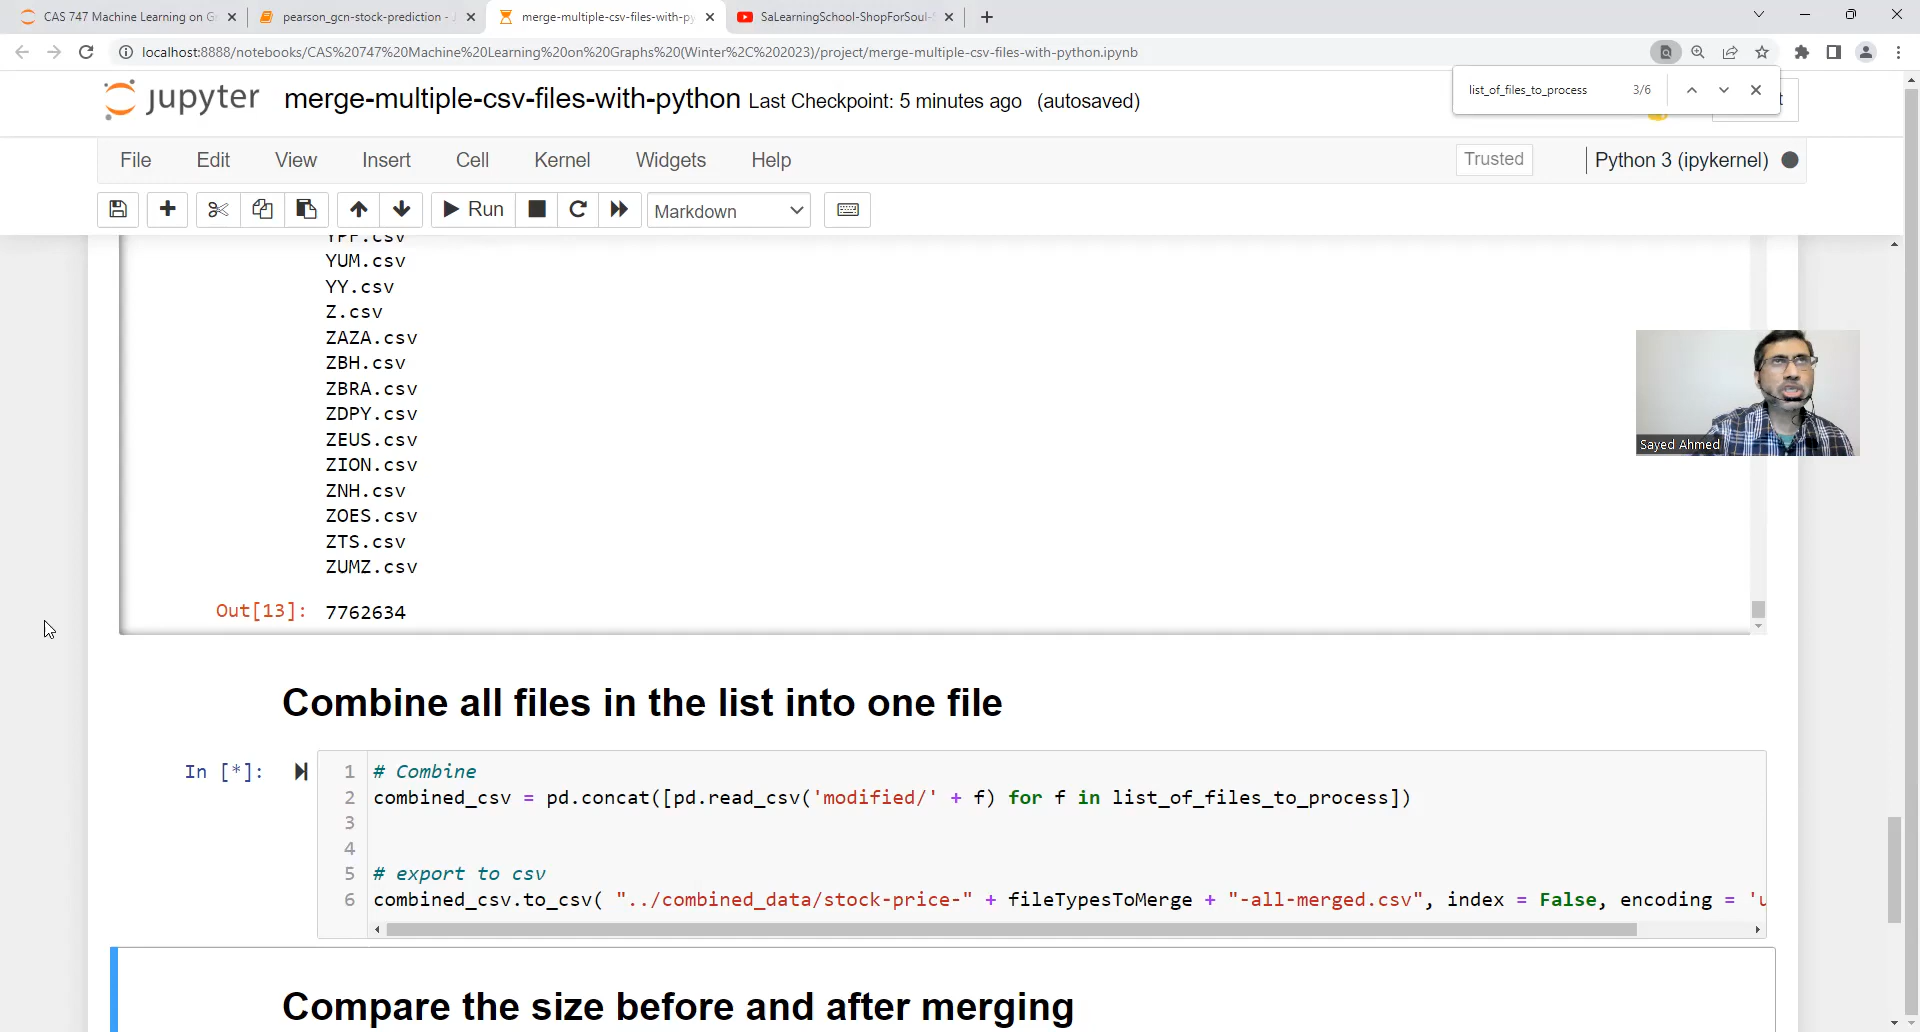 CAS 747 Machine Learning on G
pearson_gcn-stock-prediction - J
merge-multiple-csv-files-with-py
SaLearningSchool-ShopForSoul-
localhost:8888/notebooks/CAS%20747%20Machine%20Learning%20on%20Graphs%20(Winter%2C%202023)/project/merge-multiple-csv-files-with-python.ipynb
list_of_files_to_process 3/6
jupyter merge-multiple-csv-files-with-python Last Checkpoint: 5 minutes ago (autosaved)
File Edit View Insert Cell Kernel Widgets Help
Trusted
Python 3 (ipykernel)
Run
Markdown
YPF.csv
YUM.csv
YY.csv
Z.csv
ZAZA.csv
ZBH.csv
ZBRA.csv
ZDPY.csv
ZEUS.csv
ZION.csv
ZNH.csv
ZOES.csv
ZTS.csv
ZUMZ.csv
Sayed Ahmed
Out[13]: 7762634
Combine all files in the list into one file
In [*]:
1 # Combine
2 combined_csv = pd.concat([pd.read_csv('modified/' + f) for f in list_of_files_to_process])
3
4
5 # export to csv
6 combined_csv.to_csv( "../combined_data/stock-price-" + fileTypesToMerge + "-all-merged.csv", index = False, encoding = 'u
Compare the size before and after merging